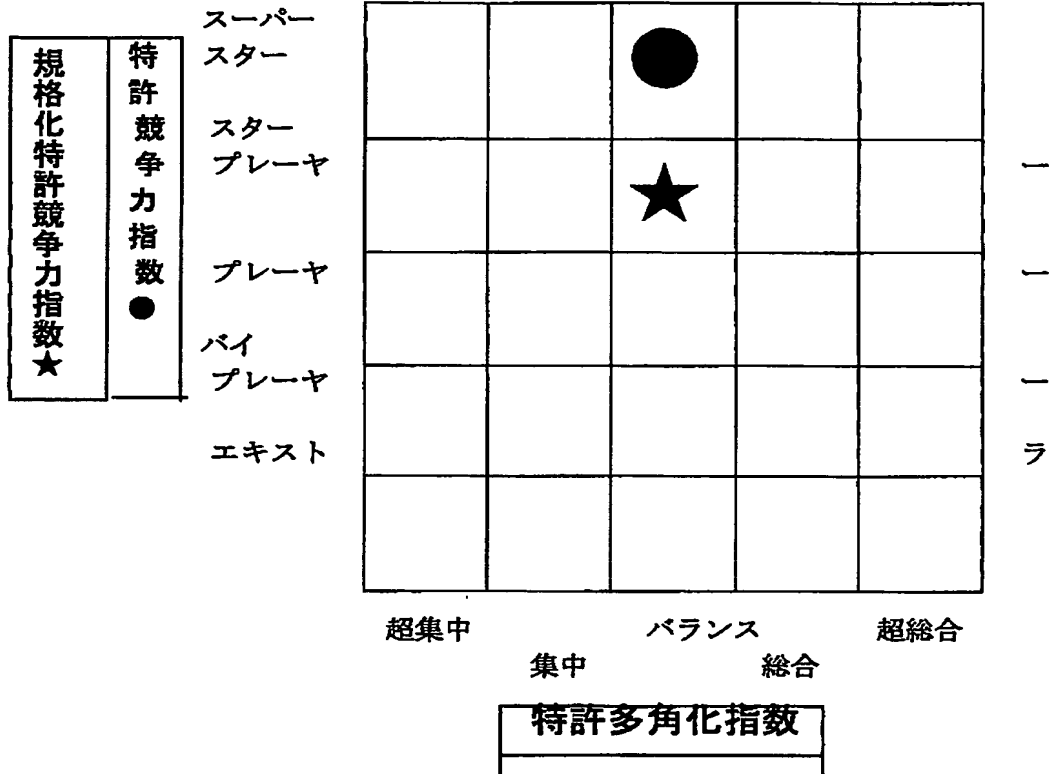 規格化特許競争力指数★
特許競争力指数●
スーパー
スター
スター
プレーヤ
ー
プレーヤ
ー
バイ
プレーヤ
ー
エキスト
ラ
超集中
バランス
超総合
集中
総合
特許多角化指数